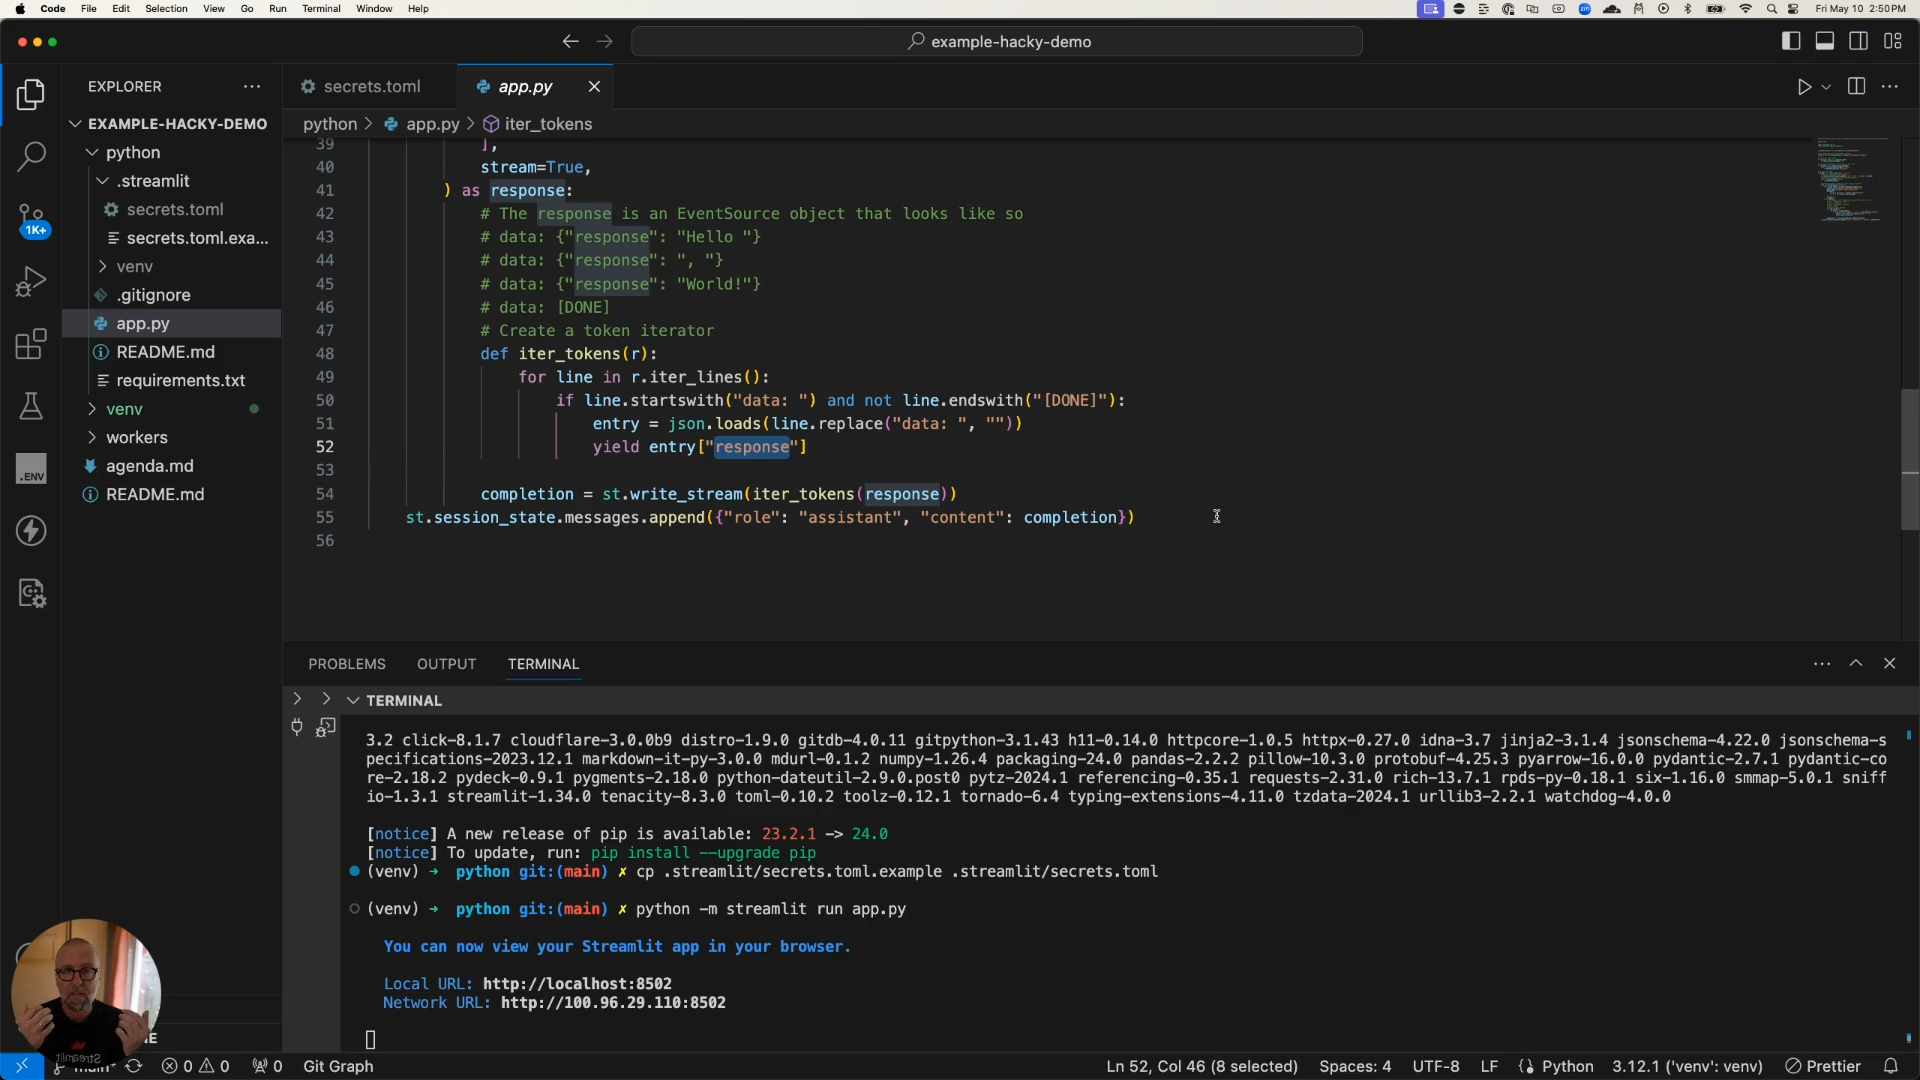 Code File Edit Selection View Go Run Terminal Window Help
zm
Fri May 10 2:50 PM
example-hacky-demo
EXPLORER
secrets.toml
app.py
EXAMPLE-HACKY-DEMO
python
.streamlit
secrets.toml
secrets.toml.exa...
venv
.gitignore
app.py
README.md
requirements.txt
venv
workers
agenda.md
README.md
1K+
.ENV
python > app.py > iter_tokens
39 ],
40 stream=True,
41 ) as response:
42 # The response is an EventSource object that looks like so
43 # data: {"response": "Hello "}
44 # data: {"response": ", "}
45 # data: {"response": "World!"}
46 # data: [DONE]
47 # Create a token iterator
48 def iter_tokens(r):
49 for line in r.iter_lines():
50 if line.startswith("data: ") and not line.endswith("[DONE]"):
51 entry = json.loads(line.replace("data: ", ""))
52 yield entry["response"]
53
54 completion = st.write_stream(iter_tokens(response))
55 st.session_state.messages.append({"role": "assistant", "content": completion})
56
PROBLEMS OUTPUT TERMINAL
TERMINAL
3.2 click-8.1.7 cloudflare-3.0.0b9 distro-1.9.0 gitdb-4.0.11 gitpython-3.1.43 h11-0.14.0 httpcore-1.0.5 httpx-0.27.0 idna-3.7 jinja2-3.1.4 jsonschema-4.22.0 jsonschema-s
pecifications-2023.12.1 markdown-it-py-3.0.0 mdurl-0.1.2 numpy-1.26.4 packaging-24.0 pandas-2.2.2 pillow-10.3.0 protobuf-4.25.3 pyarrow-16.0.0 pydantic-2.7.1 pydantic-co
re-2.18.2 pydeck-0.9.1 pygments-2.18.0 python-dateutil-2.9.0.post0 pytz-2024.1 referencing-0.35.1 requests-2.31.0 rich-13.7.1 rpds-py-0.18.1 six-1.16.0 smmap-5.0.1 sniff
io-1.3.1 streamlit-1.34.0 tenacity-8.3.0 toml-0.10.2 toolz-0.12.1 tornado-6.4 typing-extensions-4.11.0 tzdata-2024.1 urllib3-2.2.1 watchdog-4.0.0
[notice] A new release of pip is available: 23.2.1 -> 24.0
[notice] To update, run: pip install --upgrade pip
(venv) ➜ python git:(main) ✗ cp .streamlit/secrets.toml.example .streamlit/secrets.toml
(venv) ➜ python git:(main) ✗ python -m streamlit run app.py
You can now view your Streamlit app in your browser.
Local URL: http://localhost:8502
Network URL: http://100.96.29.110:8502
Streamlit
main* 0 0 0 Git Graph
Ln 52, Col 46 (8 selected) Spaces: 4 UTF-8 LF Python 3.12.1 ('venv': venv) Prettier